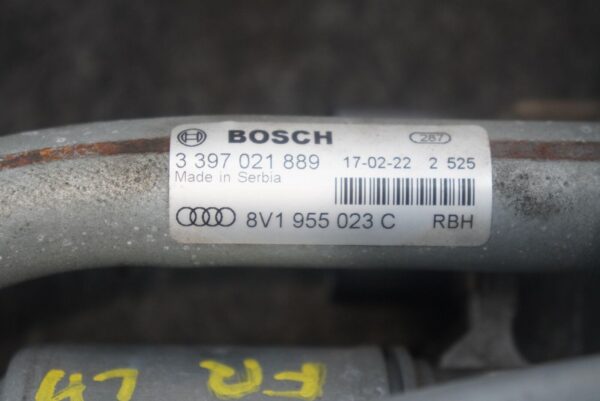 BOSCH 287
3 397 021 889 17-02-22 2 525
Made in Serbia
8V1 955 023 C RBH
FR LH